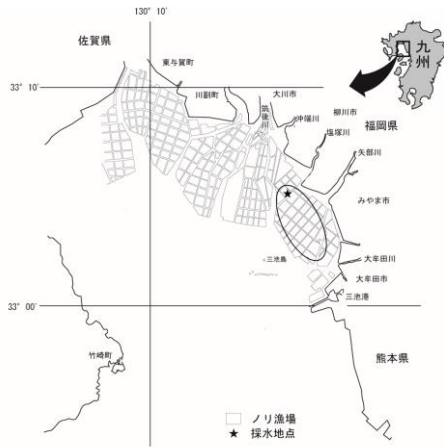 130° 10′
佐賀県
東与賀町
九州
33° 10′
川副町
大川市
筑後川
沖端川
柳川市
福岡県
塩塚川
矢部川
みやま市
三池島
大牟田川
大牟田市
33° 00′
三池港
竹崎町
熊本県
ノリ漁場
★ 採水地点